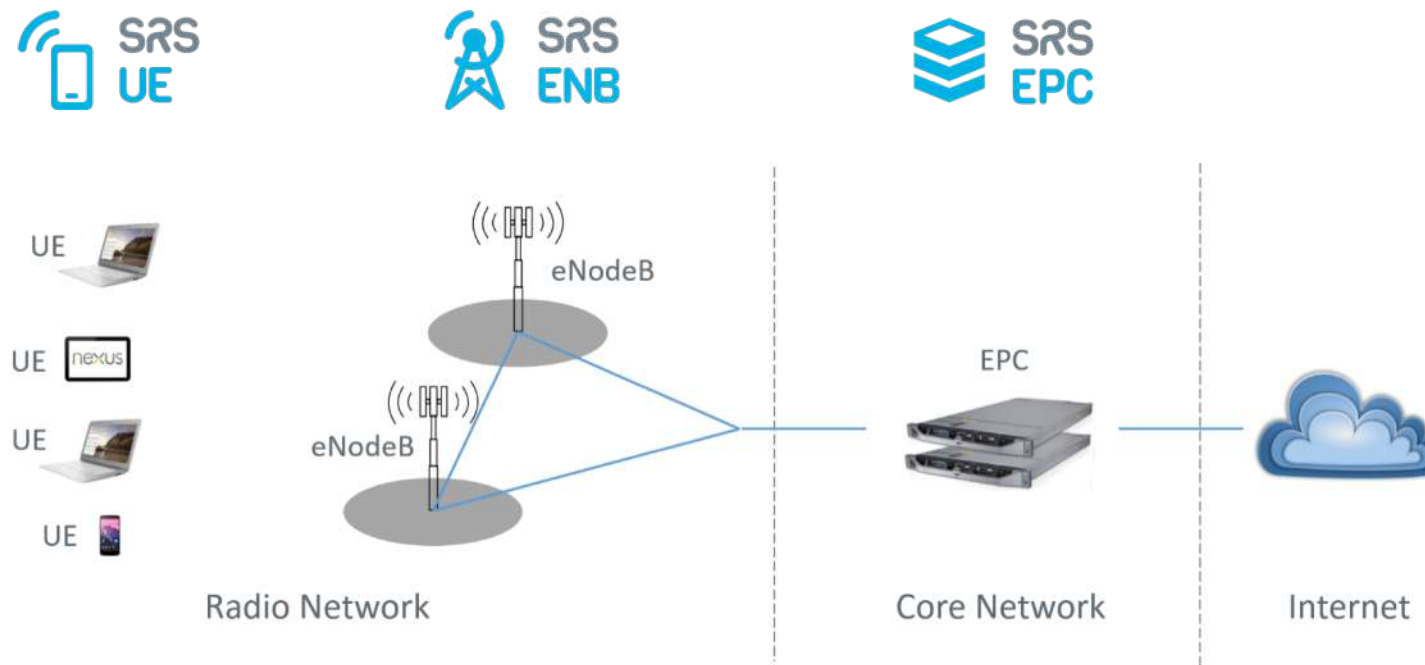 SRS
UE
SRS
ENB
SRS
EPC
UE
eNodeB
UE
nexus
EPC
UE
eNodeB
UE
Radio Network
Core Network
Internet